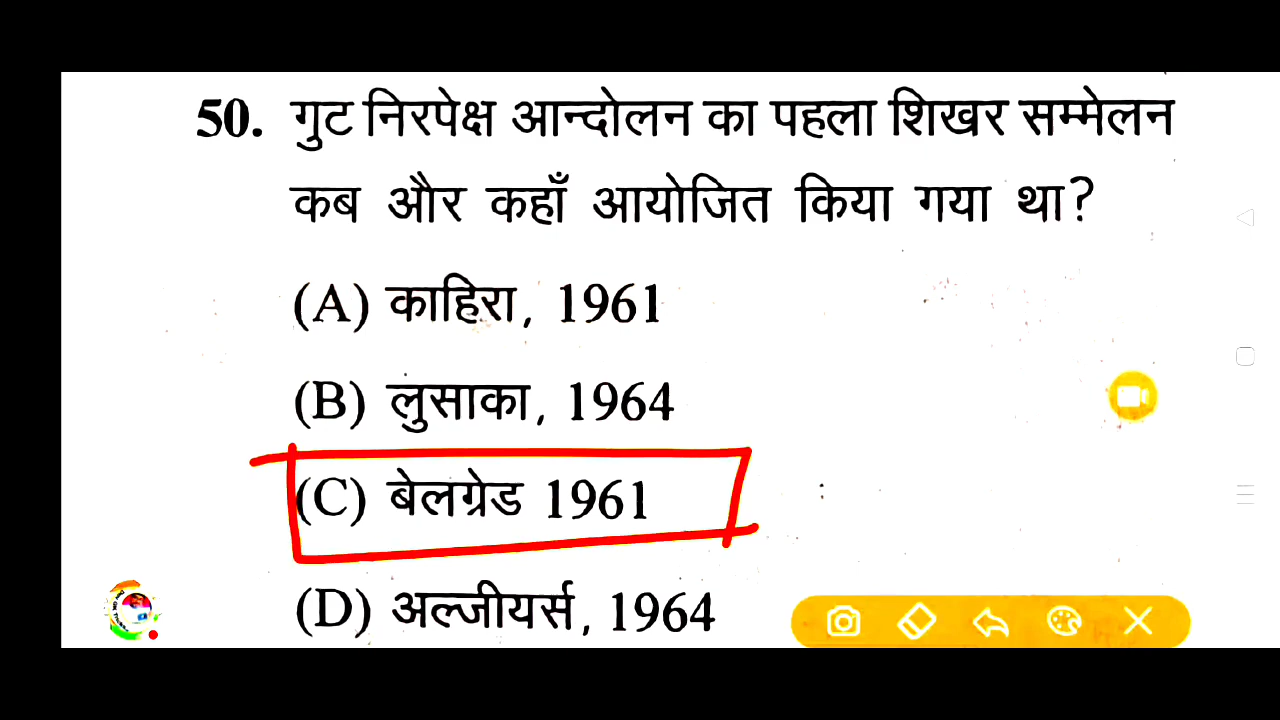 50. गुट निरपेक्ष आन्दोलन का पहला शिखर सम्मेलन
कब और कहाँ आयोजित किया गया था?
(A) काहिरा, 1961
(B) लुसाका, 1964
(C) बेलग्रेड 1961
(D) अल्जीयर्स, 1964